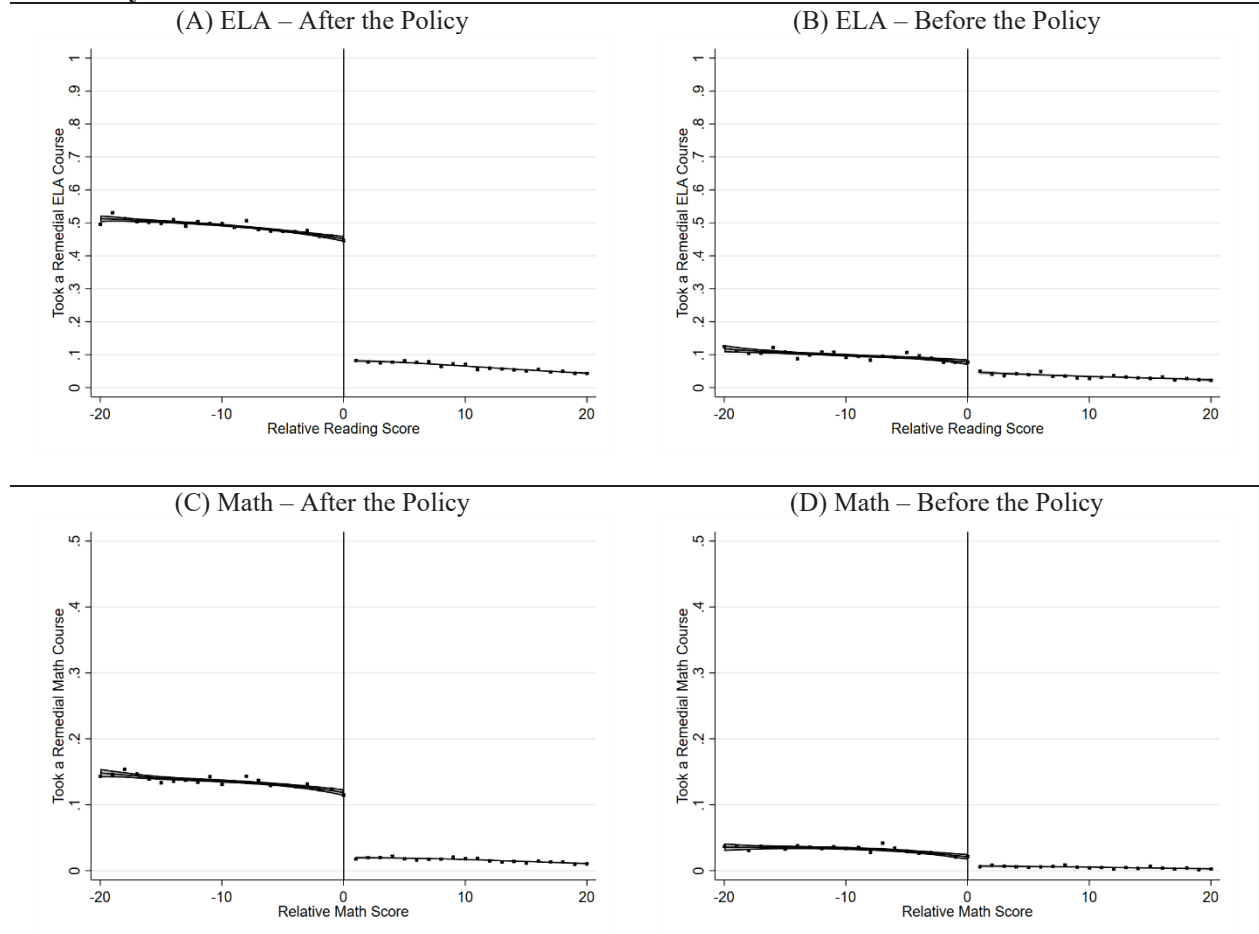 (A) ELA – After the Policy
1
.9
.8
.7
.6
.5
.4
.3
.2
.1
0
Took a Remedial ELA Course
-20 -10 0 10 20
Relative Reading Score
(B) ELA – Before the Policy
1
.9
.8
.7
.6
.5
.4
.3
.2
.1
0
Took a Remedial ELA Course
-20 -10 0 10 20
Relative Reading Score
(C) Math – After the Policy
.5
.4
.3
.2
.1
0
Took a Remedial Math Course
-20 -10 0 10 20
Relative Math Score
(D) Math – Before the Policy
.5
.4
.3
.2
.1
0
Took a Remedial Math Course
-20 -10 0 10 20
Relative Math Score